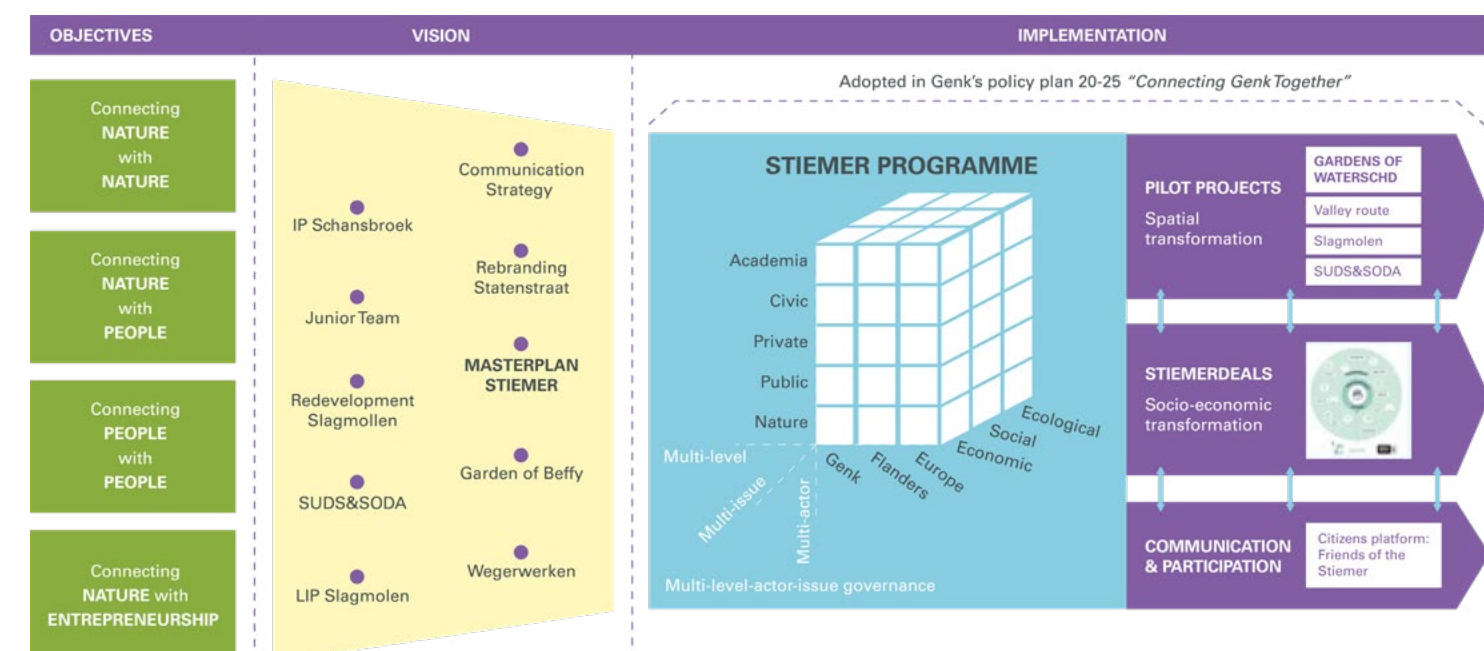 OBJECTIVES
VISION
IMPLEMENTATION
Connecting
NATURE
with
NATURE
Connecting
NATURE
with
PEOPLE
Connecting
PEOPLE
with
PEOPLE
Connecting
NATURE with
ENTREPRENEURSHIP
Communication
Strategy
IP Schansbroek
Rebranding
Statenstraat
Junior Team
MASTERPLAN
STIEMER
Redevelopment
Slagmollen
Garden of Beffy
SUDS&SODA
Wegerwerken
LIP Slagmolen
Adopted in Genk's policy plan 20-25 "Connecting Genk Together"
STIEMER PROGRAMME
Academia
Civic
Private
Public
Nature
Genk
Flanders
Europe
Economic
Social
Ecological
Multi-level
Multi-issue
Multi-actor
Multi-level-actor-issue governance
PILOT PROJECTS
Spatial
transformation
GARDENS OF
WATERSCHD
Valley route
Slagmolen
SUDS&SODA
STIEMERDEALS
Socio-economic
transformation
COMMUNICATION
& PARTICIPATION
Citizens platform:
Friends of the
Stiemer